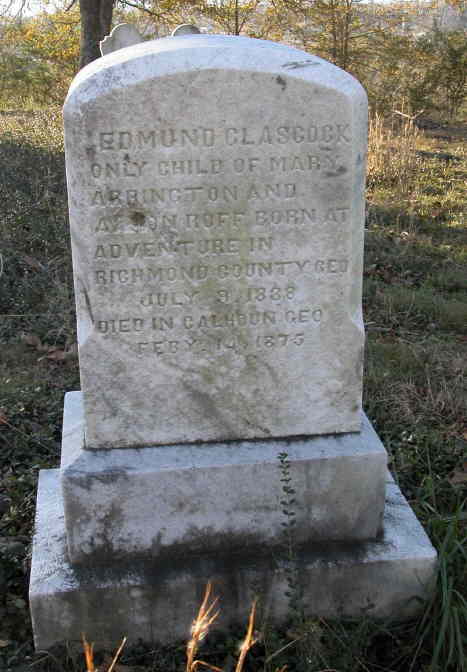 EDMUND GLASCOCK
ONLY CHILD OF MARY
ARRINGTON AND
ROFF BORN AT
ADVENTURE IN
RICHMOND COUNTY GEO
JULY 9 1838
DIED IN CALHOUN GEO
FEBY. 14, 1875